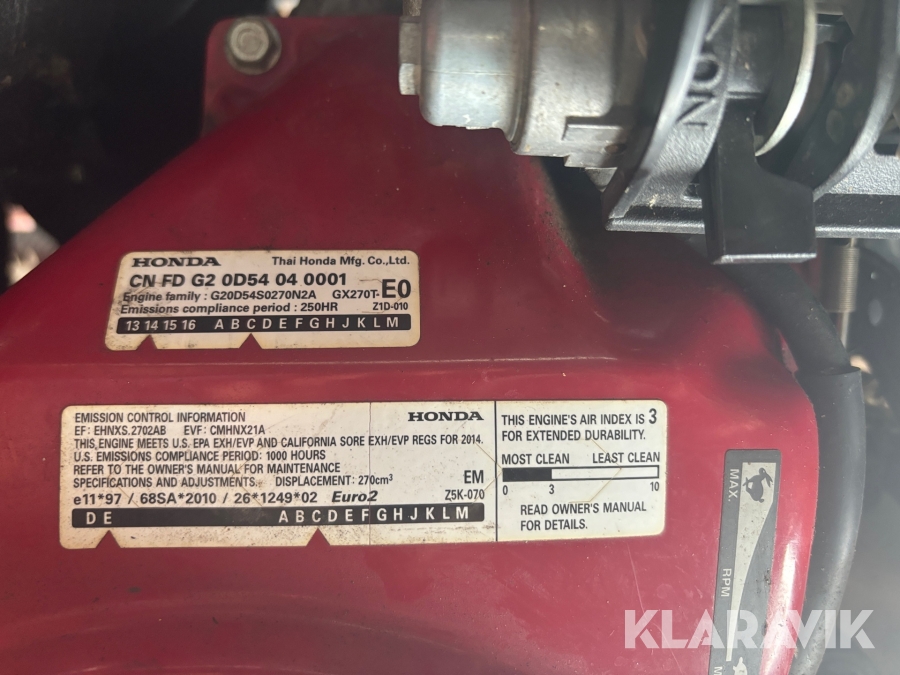 NO
HONDA Thai Honda Mfg. Co.,Ltd.
CN FD G2 0D54 04 0001
Engine family : G20D54S0270N2A GX270T-E0
Emissions compliance period : 250HR Z1D-010
13 14 15 16 A B C D E F G H J K L M
EMISSION CONTROL INFORMATION HONDA
EF: EHNXS.2702AB EVF: CMHNX21A
THIS ENGINE MEETS U.S. EPA EXH/EVP AND CALIFORNIA SORE EXH/EVP REGS FOR 2014.
U.S. EMISSIONS COMPLIANCE PERIOD: 1000 HOURS
REFER TO THE OWNER'S MANUAL FOR MAINTENANCE
SPECIFICATIONS AND ADJUSTMENTS. DISPLACEMENT: 270cm³ EM
e11*97 / 68SA*2010 / 26*1249*02 Euro.2 Z5K-070
D E A B C D E F G H J K L M
THIS ENGINE'S AIR INDEX IS 3
FOR EXTENDED DURABILITY.
MOST CLEAN LEAST CLEAN
0 3 10
READ OWNER'S MANUAL
FOR DETAILS.
MAX.
RPM
KLARAVIK